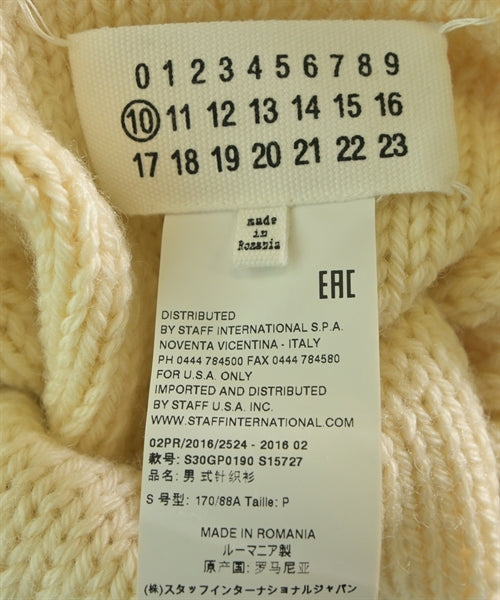 0 1 2 3 4 5 6 7 8 9
10 11 12 13 14 15 16
17 18 19 20 21 22 23
made
in
Romania
EAC
DISTRIBUTED
BY STAFF INTERNATIONAL S.P.A.
NOVENTA VICENTINA - ITALY
PH 0444 784500 FAX 0444 784580
FOR U.S.A. ONLY
IMPORTED AND DISTRIBUTED
BY STAFF U.S.A. INC.
WWW.STAFFINTERNATIONAL.COM
02PR/2016/2524 - 2016 02
款号: S30GP0190 S15727
品名: 男式针织衫
S 号型: 170/88A Taille: P
MADE IN ROMANIA
ルーマニア製
原产国: 罗马尼亚
(株)スタッフインターナショナルジャパン